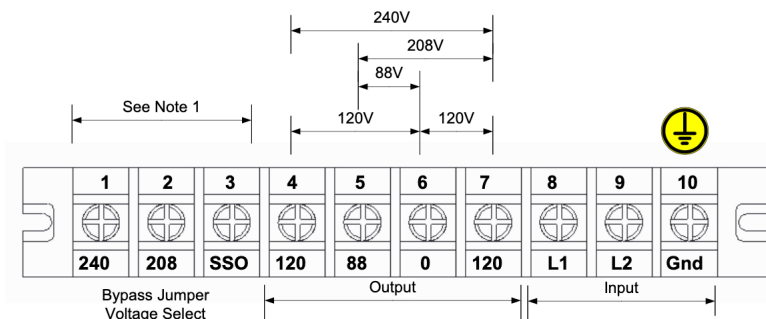 240V
208V
88V
See Note 1
120V 120V
1 2 3 4 5 6 7 8 9 10
240 208 SSO 120 88 0 120 L1 L2 Gnd
Bypass Jumper
Voltage Select
Output
Input